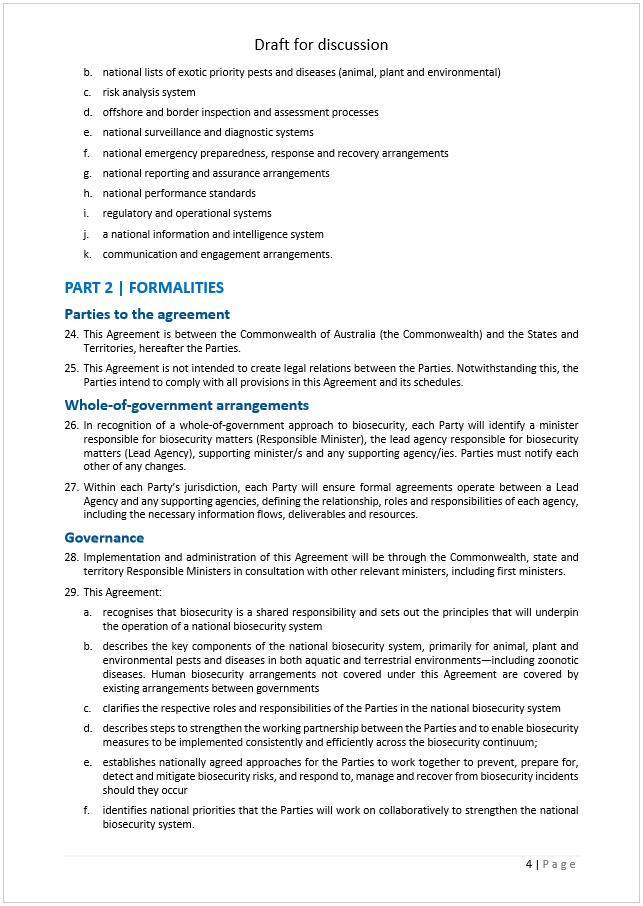 Draft for discussion
b. national lists of exotic priority pests and diseases (animal, plant and environmental)
c. risk analysis system
d. offshore and border inspection and assessment processes
e. national surveillance and diagnostic systems
f. national emergency preparedness, response and recovery arrangements
g. national reporting and assurance arrangements
h. national performance standards
i. regulatory and operational systems
j. a national information and intelligence system
k. communication and engagement arrangements.
PART 2 | FORMALITIES
Parties to the agreement
24. This Agreement is between the Commonwealth of Australia (the Commonwealth) and the States and
Territories, hereafter the Parties.
25. This Agreement is not intended to create legal relations between the Parties. Notwithstanding this, the
Parties intend to comply with all provisions in this Agreement and its schedules.
Whole-of-government arrangements
26. In recognition of a whole-of-government approach to biosecurity, each Party will identify a minister
responsible for biosecurity matters (Responsible Minister), the lead agency responsible for biosecurity
matters (Lead Agency), supporting minister/s and any supporting agency/ies. Parties must notify each
other of any changes.
27. Within each Party's jurisdiction, each Party will ensure formal agreements operate between a Lead
Agency and any supporting agencies, defining the relationship, roles and responsibilities of each agency,
including the necessary information flows, deliverables and resources.
Governance
28. Implementation and administration of this Agreement will be through the Commonwealth, state and
territory Responsible Ministers in consultation with other relevant ministers, including first ministers.
29. This Agreement:
a. recognises that biosecurity is a shared responsibility and sets out the principles that will underpin
the operation of a national biosecurity system
b. describes the key components of the national biosecurity system, primarily for animal, plant and
environmental pests and diseases in both aquatic and terrestrial environments—including zoonotic
diseases. Human biosecurity arrangements not covered under this Agreement are covered by
existing arrangements between governments
c. clarifies the respective roles and responsibilities of the Parties in the national biosecurity system
d. describes steps to strengthen the working partnership between the Parties and to enable biosecurity
measures to be implemented consistently and efficiently across the biosecurity continuum;
e. establishes nationally agreed approaches for the Parties to work together to prevent, prepare for,
detect and mitigate biosecurity risks, and respond to, manage and recover from biosecurity incidents
should they occur
f. identifies national priorities that the Parties will work on collaboratively to strengthen the national
biosecurity system.
4 | Page